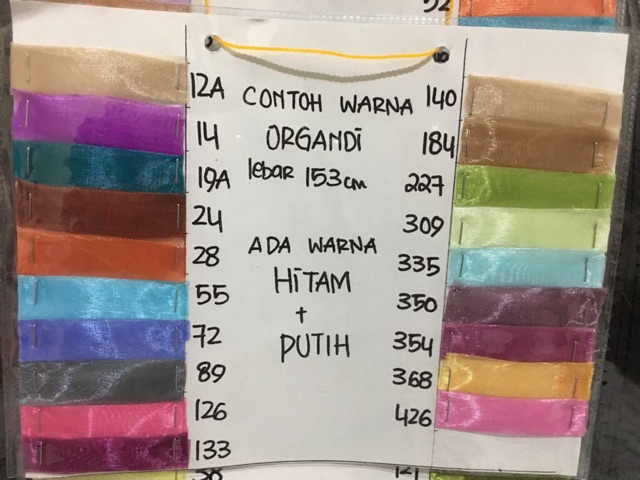 52
12A
14
19A
24
28
55
72
89
126
133
CONTOH WARNA
ORGANDi
lebar 153 cm
ADA WARNA
HiTAM
+
PUTIH
140
184
227
309
335
350
354
368
426